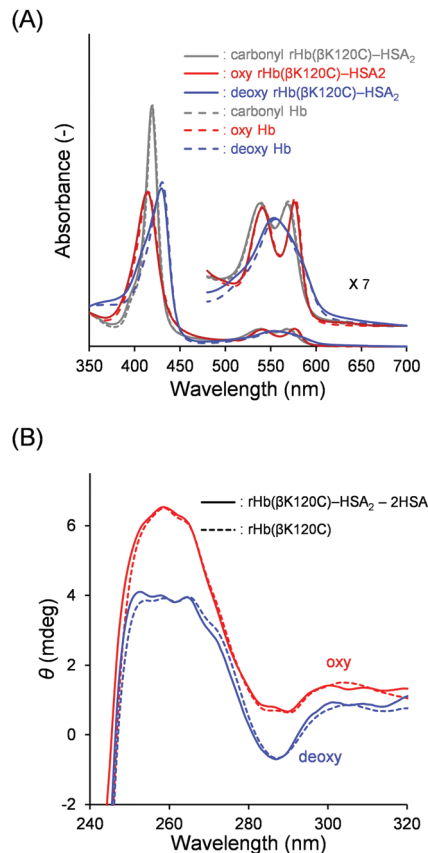 (A)
: carbonyl rHb(βK120C)–HSA₂
: oxy rHb(βK120C)–HSA2
: deoxy rHb(βK120C)–HSA₂
: carbonyl Hb
: oxy Hb
: deoxy Hb
Absorbance (-)
X 7
350 400 450 500 550 600 650 700
Wavelength (nm)
(B)
: rHb(βK120C)–HSA₂ – 2HSA
: rHb(βK120C)
6
4
2
0
-2
θ (mdeg)
oxy
deoxy
240 260 280 300 320
Wavelength (nm)